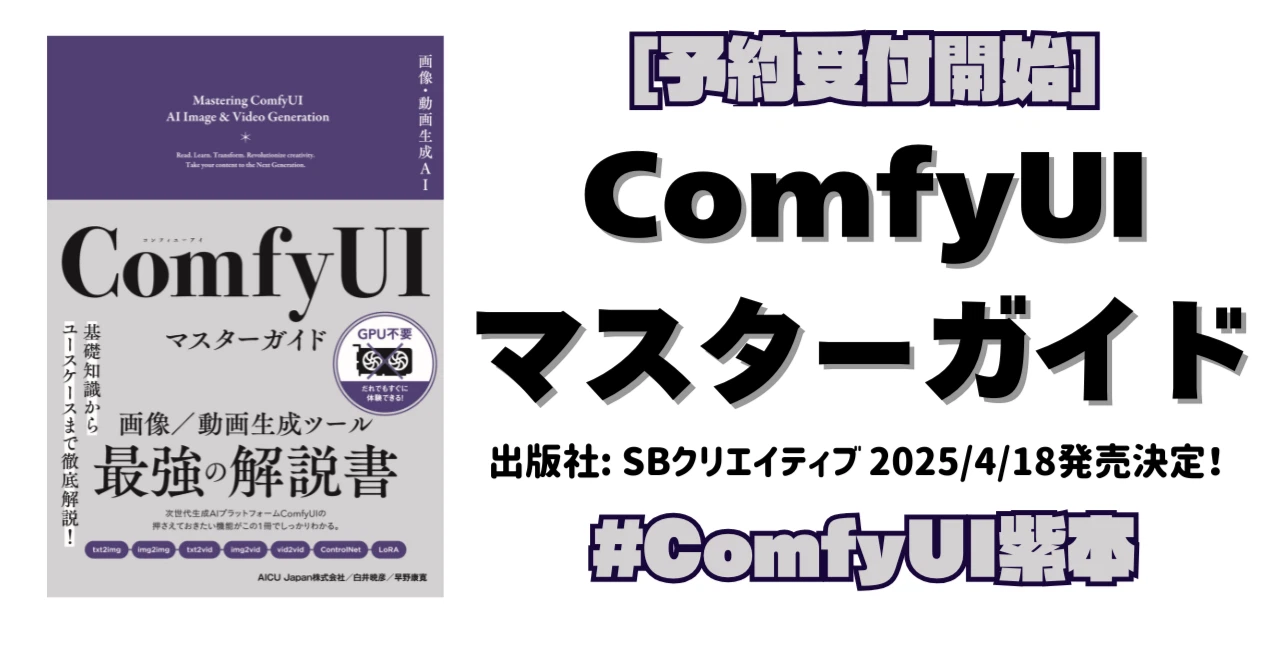 Mastering ComfyUI
AI Image & Video Generation
Read. Learn. Transform. Revolutionize creativity.
Take your content to the Next Generation.
画像・動画生成AI
コンフィユーアイ
ComfyUI
マスターガイド
GPU不要
だれでもすぐに
体験できる!
基礎知識から
ユースケースまで徹底解説!
画像/動画生成ツール
最強の解説書
次世代生成AIプラットフォームComfyUIの
押さえておきたい機能がこの1冊でしっかりわかる。
txt2img img2img txt2vid img2vid vid2vid ControlNet LoRA
AICU Japan株式会社/白井暁彦/早野康寛
[予約受付開始]
ComfyUI
マスターガイド
出版社: SBクリエイティブ 2025/4/18発売決定!
#ComfyUI紫本